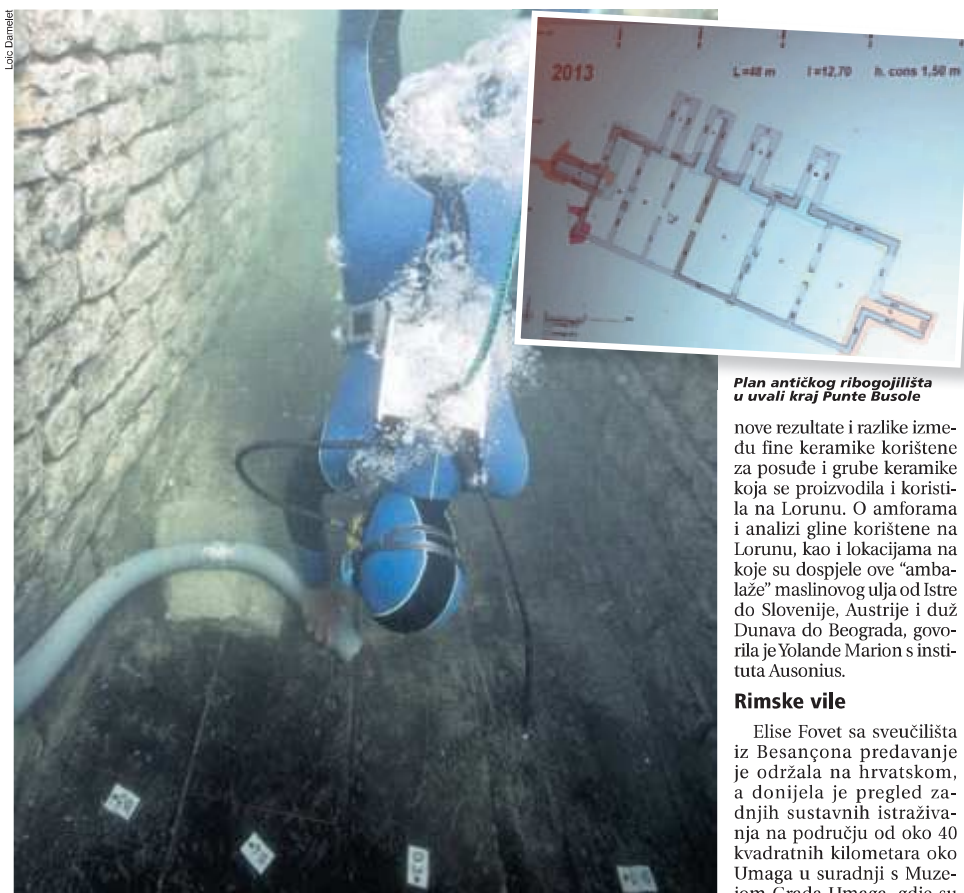 Loic Damelet
2013 L=48 m l=12,70 h. cons 1,50 m
Plan antičkog ribogojilišta
u uvali kraj Punte Busole
nove rezultate i razlike izme-
đu fine keramike korištene
za posuđe i grube keramike
koja se proizvodila i koristi-
la na Lorunu. O amforama
i analizi gline korištene na
Lorunu, kao i lokacijama na
koje su dospjele ove “amba-
laže” maslinovog ulja od Istre
do Slovenije, Austrije i duž
Dunava do Beograda, govo-
rila je Yolande Marion s insti-
tuta Ausonius.
Rimske vile
Elise Fovet sa sveučilišta
iz Besançona predavanje
je održala na hrvatskom,
a donijela je pregled za-
dnjih sustavnih istraživa-
nja na području od oko 40
kvadratnih kilometara oko
Umaga u suradnji s Muze-
jom Grada Umaga, gdje su